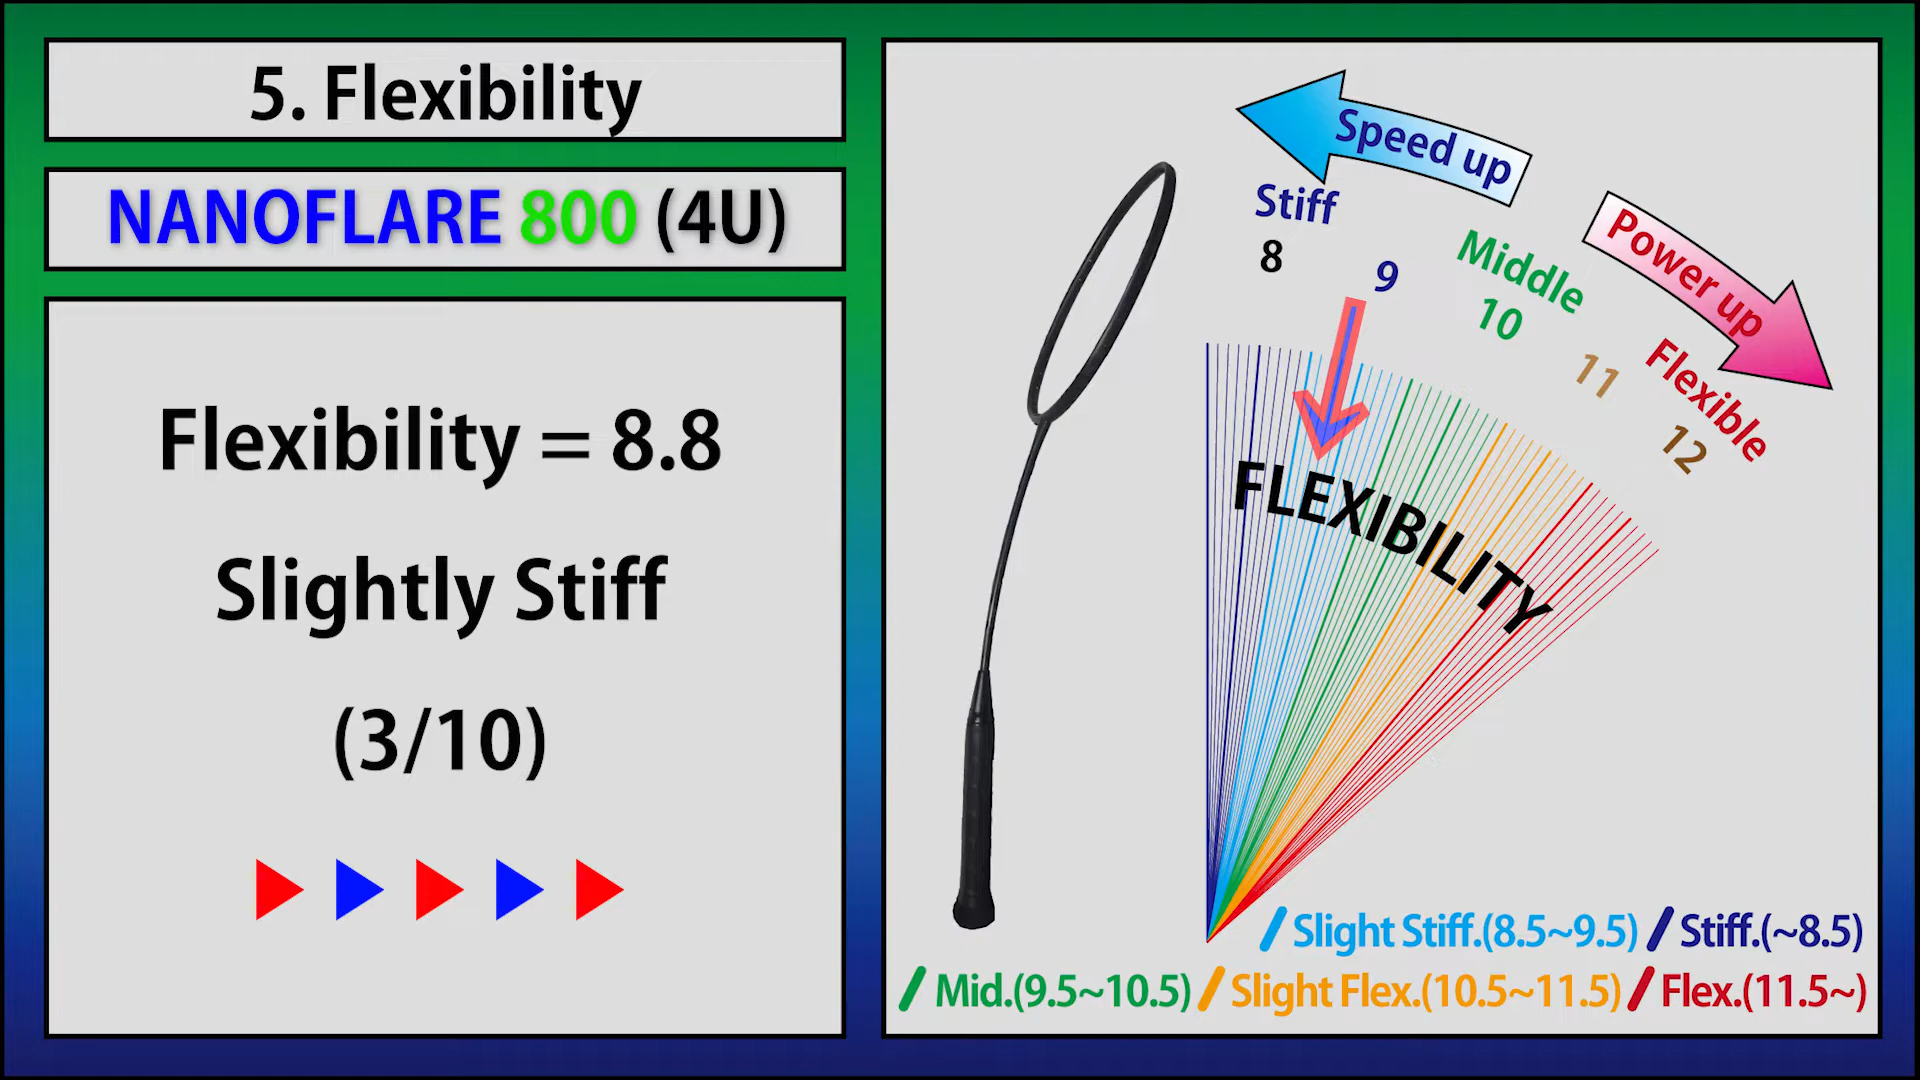 5. Flexibility
NANOFLARE 800 (4U)
Flexibility = 8.8
Slightly Stiff
(3/10)
Speed up
Power up
Stiff
8
9
Middle
10
11
Flexible
12
FLEXIBILITY
Slight Stiff.(8.5~9.5) Stiff.(~8.5)
Mid.(9.5~10.5) Slight Flex.(10.5~11.5) Flex.(11.5~)